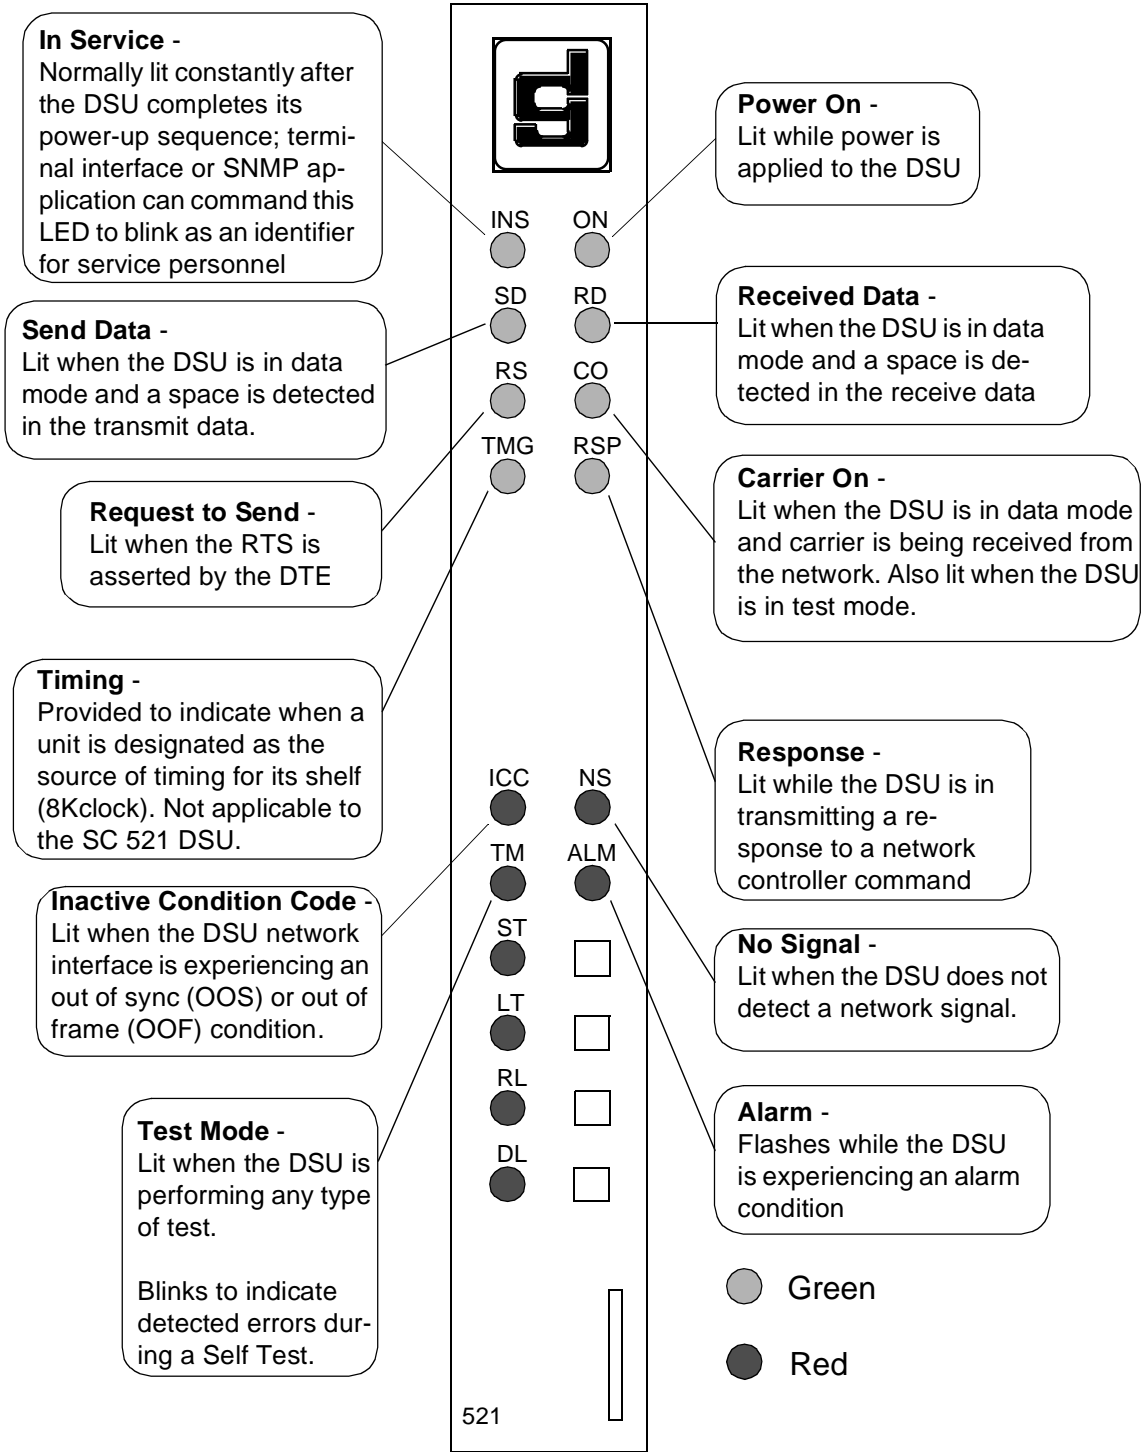 In Service -
Normally lit constantly after
the DSU completes its
power-up sequence; termi-
nal interface or SNMP ap-
plication can command this
LED to blink as an identifier
for service personnel
Send Data -
Lit when the DSU is in data
mode and a space is detected
in the transmit data.
Request to Send -
Lit when the RTS is
asserted by the DTE
Timing -
Provided to indicate when a
unit is designated as the
source of timing for its shelf
(8Kclock). Not applicable to
the SC 521 DSU.
Inactive Condition Code -
Lit when the DSU network
interface is experiencing an
out of sync (OOS) or out of
frame (OOF) condition.
Test Mode -
Lit when the DSU is
performing any type
of test.
Blinks to indicate
detected errors dur-
ing a Self Test.
INS ON
SD RD
RS CO
TMG RSP
ICC NS
TM ALM
ST
LT
RL
DL
521
Power On -
Lit while power is
applied to the DSU
Received Data -
Lit when the DSU is in data
mode and a space is de-
tected in the receive data
Carrier On -
Lit when the DSU is in data mode
and carrier is being received from
the network. Also lit when the DSU
is in test mode.
Response -
Lit while the DSU is in
transmitting a re-
sponse to a network
controller command
No Signal -
Lit when the DSU does not
detect a network signal.
Alarm -
Flashes while the DSU
is experiencing an alarm
condition
Green
Red